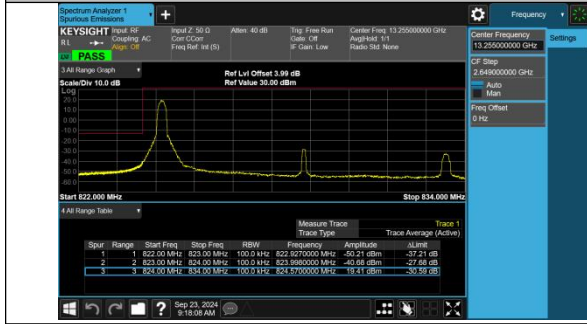 Spectrum Analyzer 1
Spurious Emissions
Frequency
KEYSIGHT Input: RF Input Z: 50 Ω Atten: 40 dB Trig: Free Run Center Freq: 13.255000000 GHz
RL Coupling: AC Corr CCorr Gate: Off Avg|Hold: 1/1
Align: Off Freq Ref: Int (S) IF Gain: Low Radio Std: None
PASS
3 All Range Graph
Ref Lvl Offset 3.99 dB
Scale/Div 10.0 dB Ref Value 30.00 dBm
Log
20.0
10.0
0.00
-10.0
-20.0
-30.0
-40.0
-50.0
-60.0
Start 822.000 MHz Stop 834.000 MHz
4 All Range Table
Measure Trace Trace 1
Trace Type Trace Average (Active)
Spur Range Start Freq Stop Freq RBW Frequency Amplitude ΔLimit
1 1 822.00 MHz 823.00 MHz 100.0 kHz 822.9270000 MHz -50.21 dBm -37.21 dB
2 2 823.00 MHz 824.00 MHz 100.0 kHz 823.9980000 MHz -40.68 dBm -27.68 dB
3 3 824.00 MHz 834.00 MHz 100.0 kHz 824.5700000 MHz 19.41 dBm -30.59 dB
Sep 23, 2024
9:18:08 AM
Center Frequency
13.255000000 GHz
Settings
CF Step
2.649000000 GHz
Auto
Man
Freq Offset
0 Hz